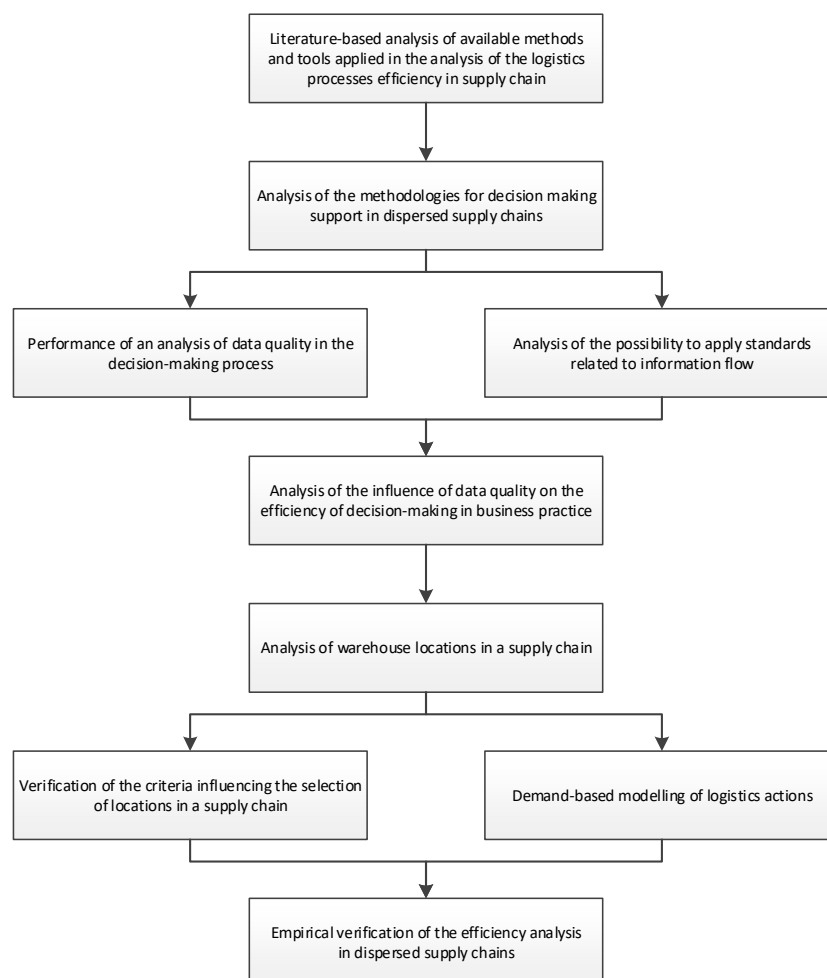 Literature-based analysis of available methods
and tools applied in the analysis of the logistics
processes efficiency in supply chain
Analysis of the methodologies for decision making
support in dispersed supply chains
Performance of an analysis of data quality in the
decision-making process
Analysis of the possibility to apply standards
related to information flow
Analysis of the influence of data quality on the
efficiency of decision-making in business practice
Analysis of warehouse locations in a supply chain
Verification of the criteria influencing the selection
of locations in a supply chain
Demand-based modelling of logistics actions
Empirical verification of the efficiency analysis
in dispersed supply chains